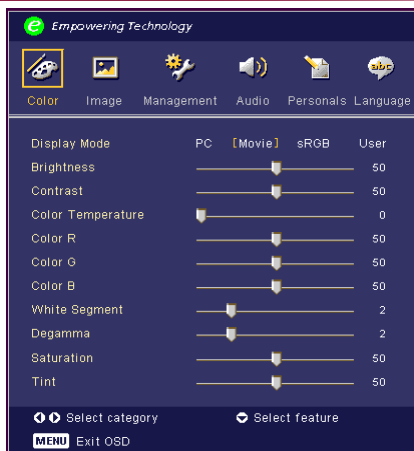 e Empowering Technology
abc
Color Image Management Audio Personals Language
Display Mode PC [Movie] sRGB User
Brightness 50
Contrast 50
Color Temperature 0
Color R 50
Color G 50
Color B 50
White Segment 2
Degamma 2
Saturation 50
Tint 50
Select category Select feature
MENU Exit OSD